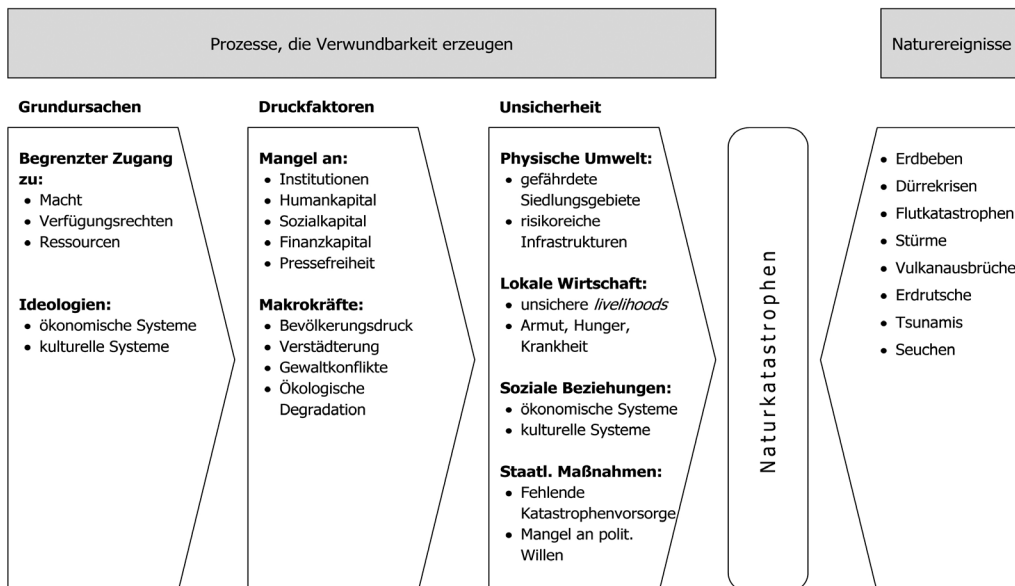 Prozesse, die Verwundbarkeit erzeugen
Naturereignisse
Grundursachen
Begrenzter Zugang
zu:
• Macht
• Verfügungsrechten
• Ressourcen
Ideologien:
• ökonomische Systeme
• kulturelle Systeme
Druckfaktoren
Mangel an:
• Institutionen
• Humankapital
• Sozialkapital
• Finanzkapital
• Pressefreiheit
Makrokräfte:
• Bevölkerungsdruck
• Verstädterung
• Gewaltkonflikte
• Ökologische
Degradation
Unsicherheit
Physische Umwelt:
• gefährdete
Siedlungsgebiete
• risikoreiche
Infrastrukturen
Lokale Wirtschaft:
• unsichere livelihoods
• Armut, Hunger,
Krankheit
Soziale Beziehungen:
• ökonomische Systeme
• kulturelle Systeme
Staatl. Maßnahmen:
• Fehlende
Katastrophenvorsorge
• Mangel an polit.
Willen
Naturkatastrophen
• Erdbeben
• Dürrekrisen
• Flutkatastrophen
• Stürme
• Vulkanausbrüche
• Erdrutsche
• Tsunamis
• Seuchen